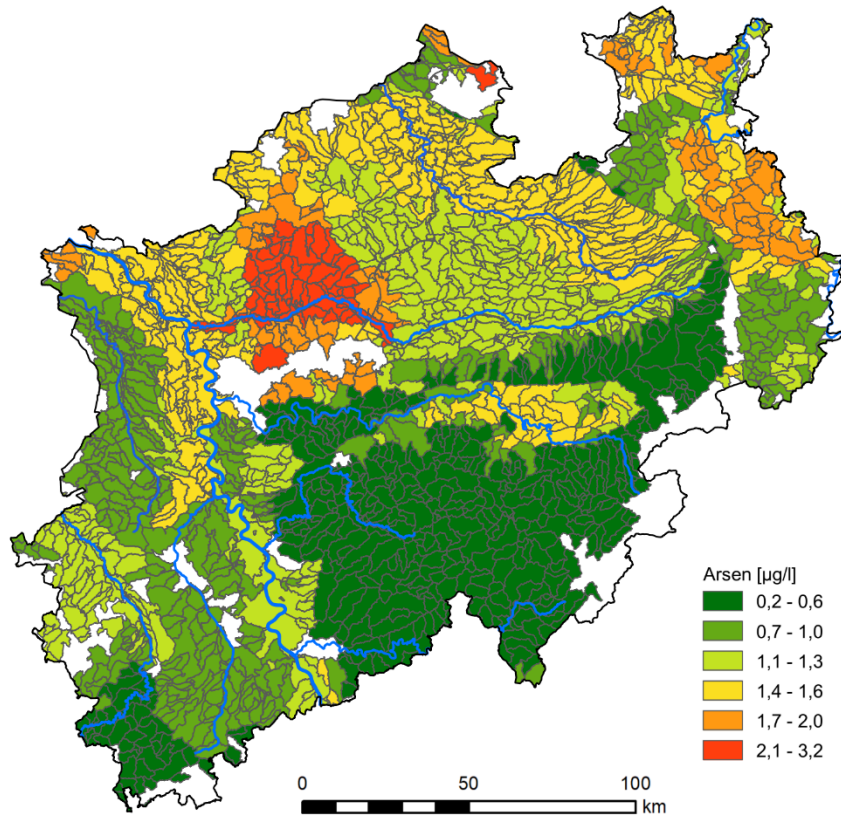 Arsen [µg/l]
0,2 - 0,6
0,7 - 1,0
1,1 - 1,3
1,4 - 1,6
1,7 - 2,0
2,1 - 3,2
0 50 100
km